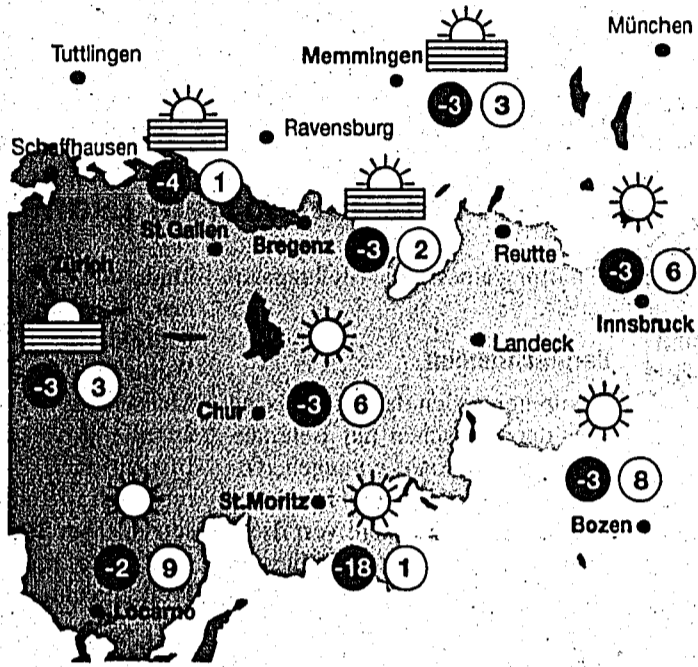 München
Tuttlingen
Memmingen
-3 3
Ravensburg
Schaffhausen
-4 1
St.Gallen
Bregenz
-3 2
Reutte
Zürich
-3 6
Innsbruck
Landeck
-3 3
Chur
-3 6
-3 8
St.Moritz
Bozen
-2 9
-18 1
Locarno